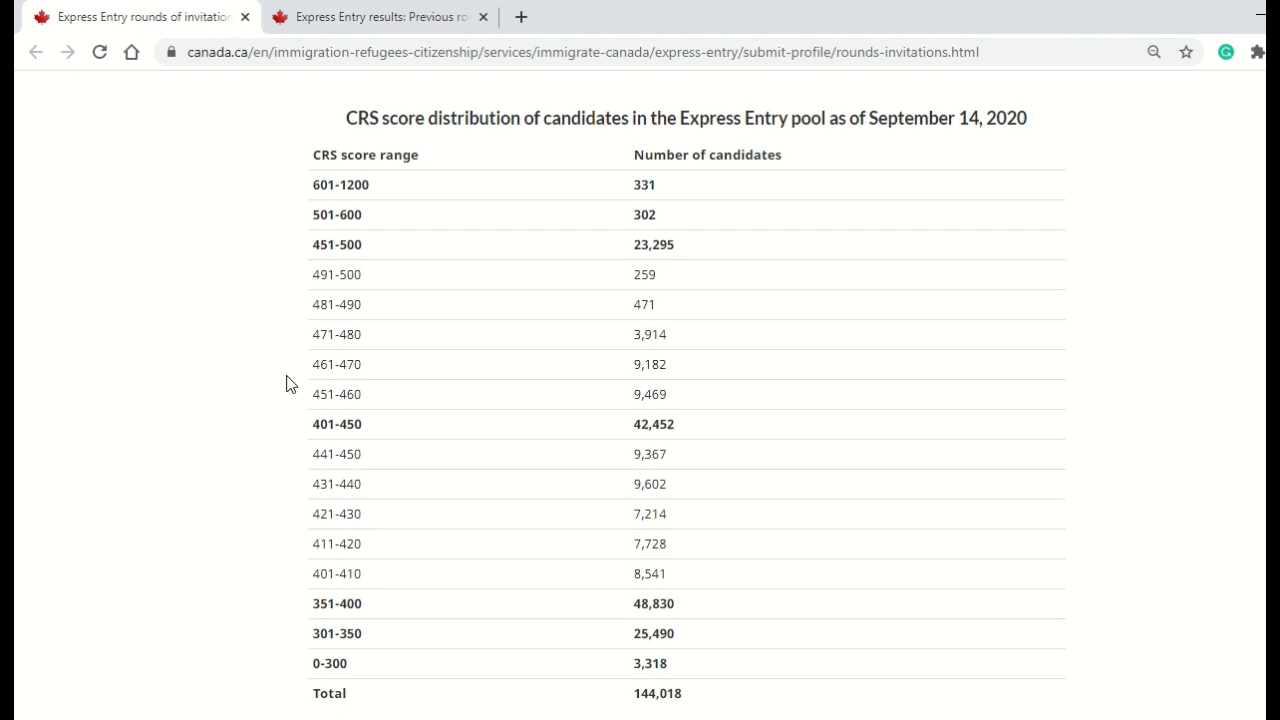 Express Entry rounds of invitation
Express Entry results: Previous ro
canada.ca/en/immigration-refugees-citizenship/services/immigrate-canada/express-entry/submit-profile/rounds-invitations.html
CRS score distribution of candidates in the Express Entry pool as of September 14, 2020
CRS score range Number of candidates
601-1200 331
501-600 302
451-500 23,295
491-500 259
481-490 471
471-480 3,914
461-470 9,182
451-460 9,469
401-450 42,452
441-450 9,367
431-440 9,602
421-430 7,214
411-420 7,728
401-410 8,541
351-400 48,830
301-350 25,490
0-300 3,318
Total 144,018